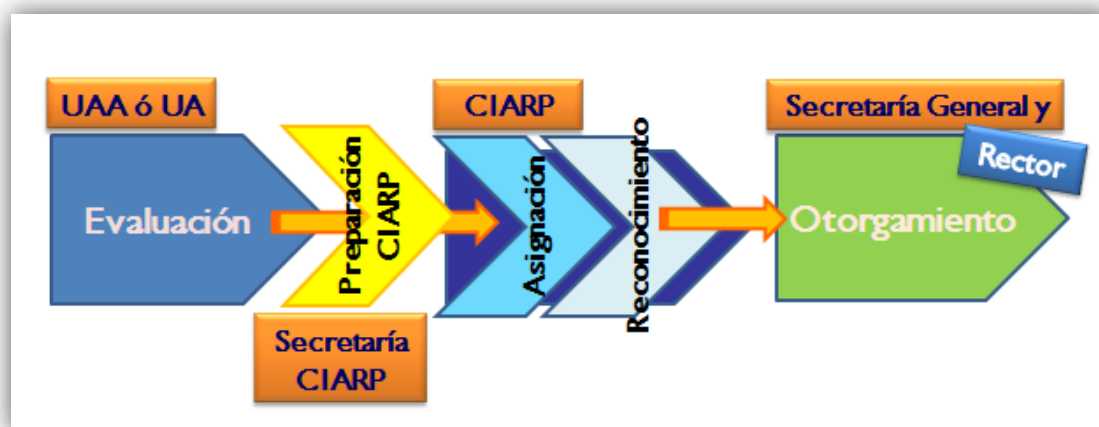 UAA ó UA
Evaluación
Preparación
CIARP
Secretaría
CIARP
CIARP
Asignación
Reconocimiento
Secretaría General y
Rector
Otorgamiento